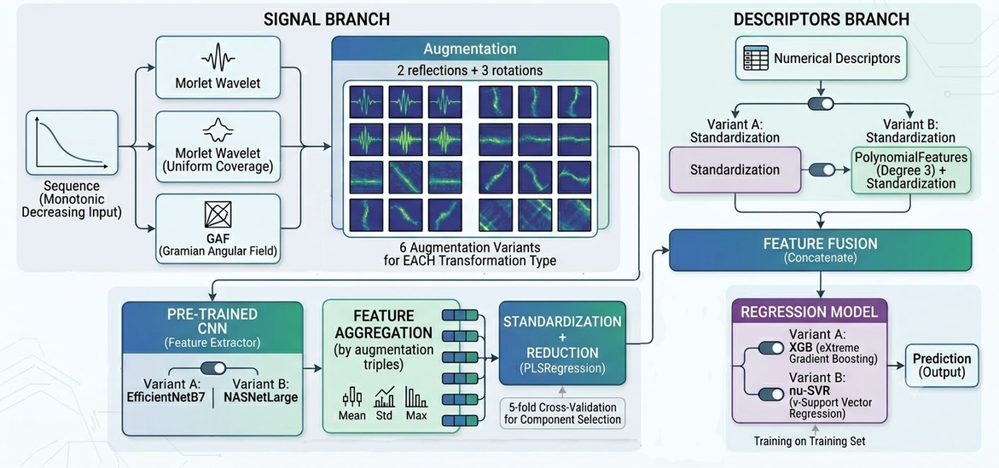 SIGNAL BRANCH
Sequence
(Monotonic
Decreasing Input)
Morlet Wavelet
Morlet Wavelet
(Uniform Coverage)
GAF
(Gramian Angular Field)
Augmentation
2 reflections + 3 rotations
6 Augmentation Variants
for EACH Transformation Type
PRE-TRAINED
CNN
(Feature Extractor)
Variant A:
EfficientNetB7
Variant B:
NASNetLarge
FEATURE
AGGREGATION
(by augmentation
triples)
Mean
Std
Max
STANDARDIZATION
+
REDUCTION
(PLSRegression)
5-fold Cross-Validation
for Component Selection
DESCRIPTORS BRANCH
Numerical Descriptors
Variant A:
Standardization
Variant B:
Standardization
Standardization
PolynomialFeatures
(Degree 3) +
Standardization
FEATURE FUSION
(Concatenate)
REGRESSION MODEL
Variant A:
XGB (eXtreme
Gradient Boosting)
Variant B:
nu-SVR
(ν-Support Vector
Regression)
Training on Training Set
Prediction
(Output)